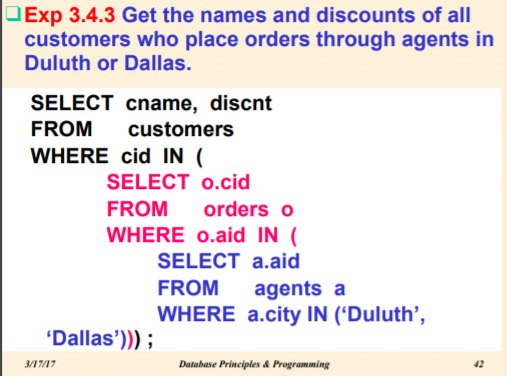 Exp 3.4.3 Get the names and discounts of all
customers who place orders through agents in
Duluth or Dallas.
SELECT cname, discnt
FROM customers
WHERE cid IN (
SELECT o.cid
FROM orders o
WHERE o.aid IN (
SELECT a.aid
FROM agents a
WHERE a.city IN (‘Duluth’,
‘Dallas’))) ;
3/17/17 Database Principles & Programming 42